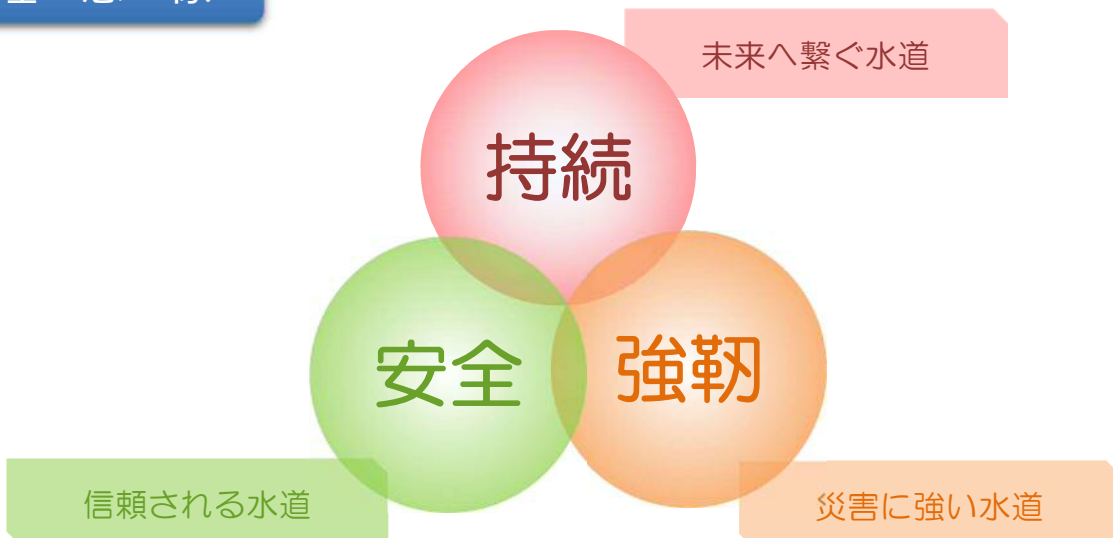 未来へ繋ぐ水道
持続
安全
強靭
信頼される水道
災害に強い水道